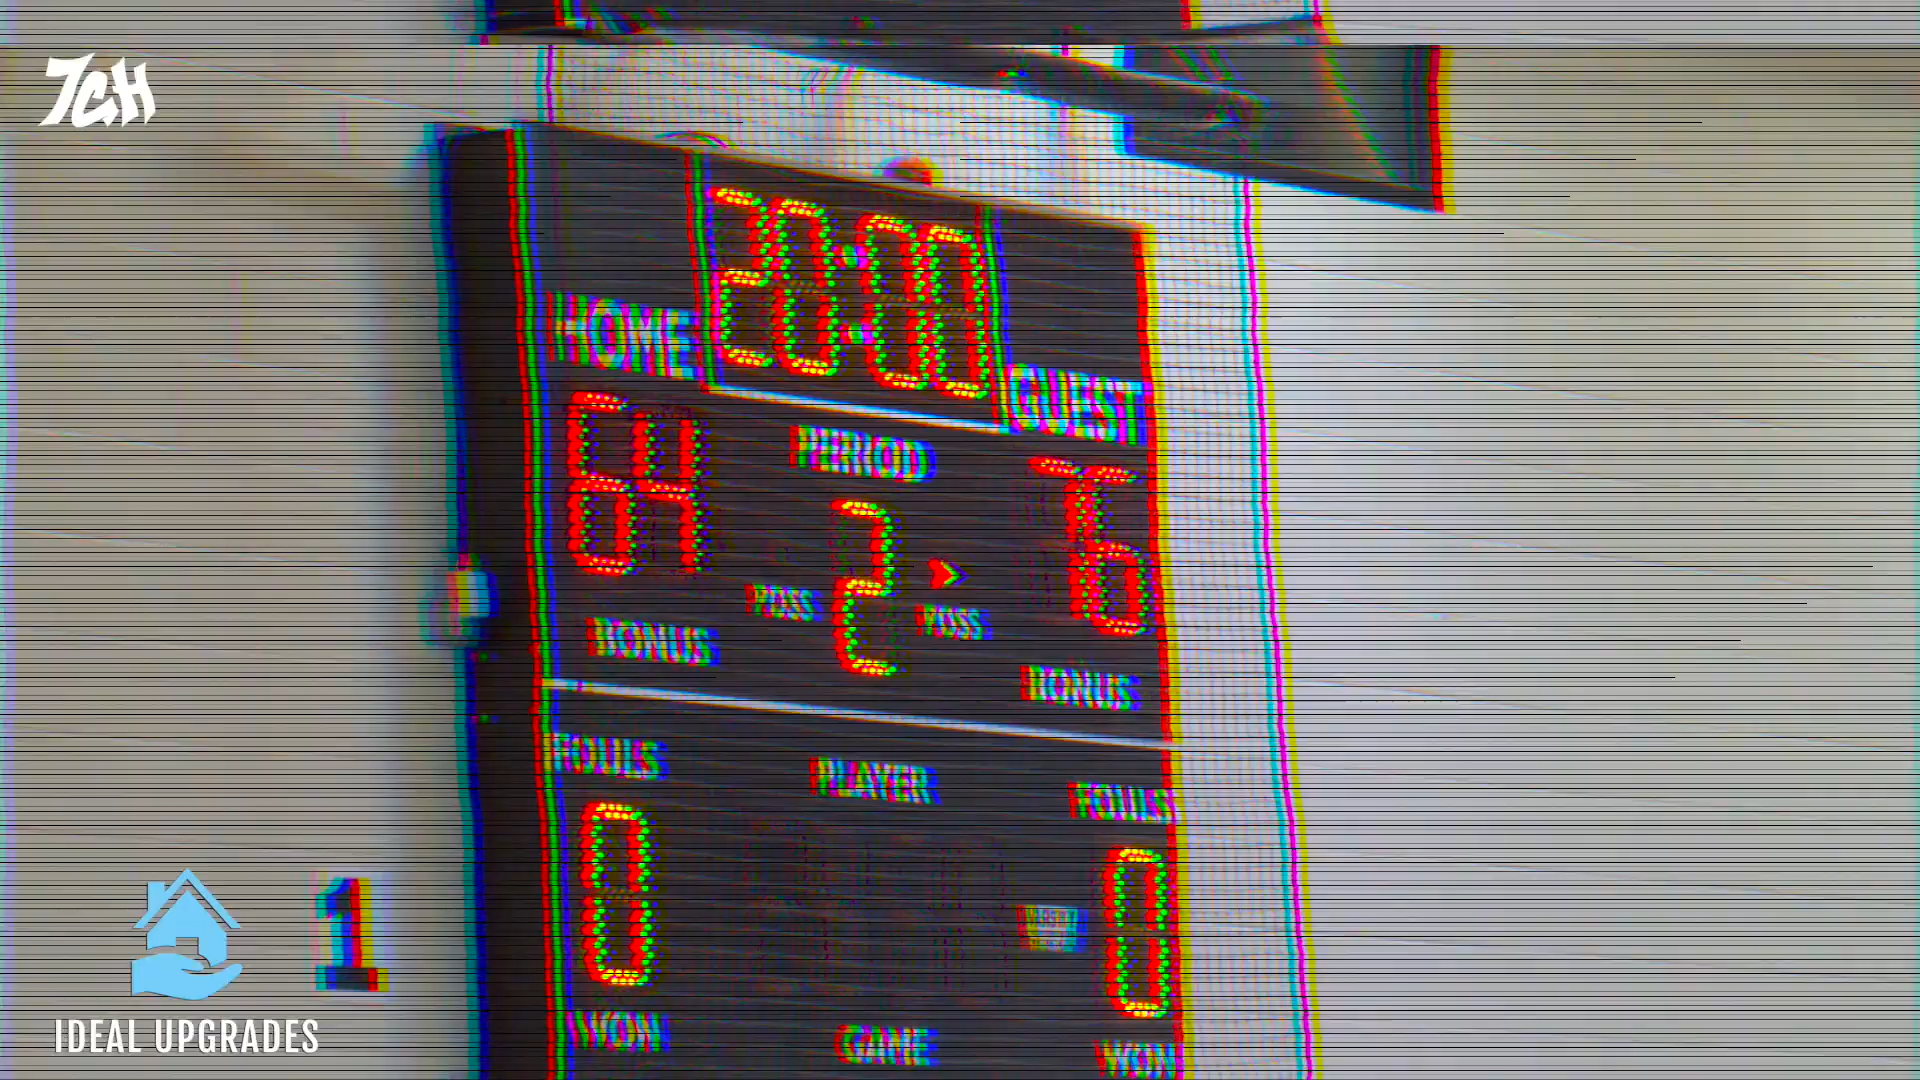 7CH
20:00
HOME
GUEST
PERIOD
64
76
2
POSS
POSS
BONUS
BONUS
FOULS
PLAYER
FOULS
0
0
1
WON
GAME
WON
IDEAL UPGRADES